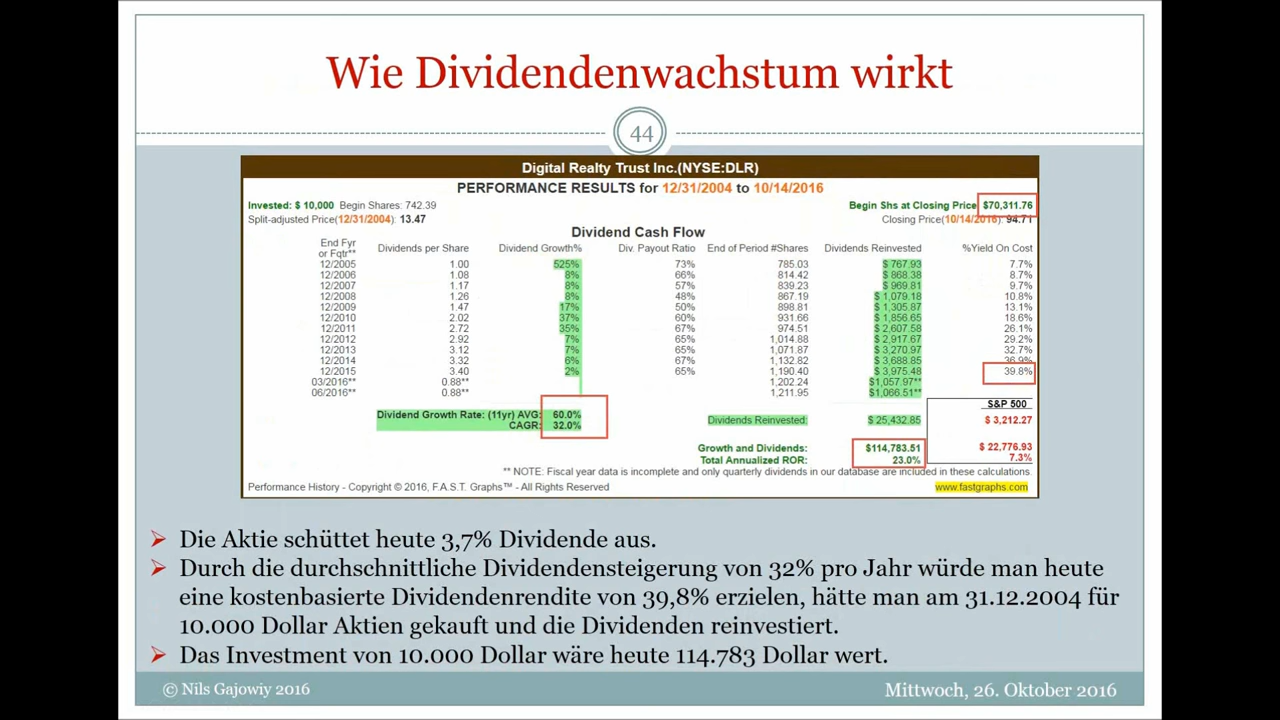 Wie Dividendenwachstum wirkt
44
Digital Realty Trust Inc.(NYSE:DLR)
PERFORMANCE RESULTS for 12/31/2004 to 10/14/2016
Invested: $ 10,000 Begin Shares: 742.39 Begin Shs at Closing Price $70,311.76
Split-adjusted Price(12/31/2004): 13.47 Closing Price(10/14/2016): 94.71
Dividend Cash Flow
End Fyr or Fqtr** Dividends per Share Dividend Growth% Div. Payout Ratio End of Period #Shares Dividends Reinvested %Yield On Cost
12/2005 1.00 525% 73% 785.03 $ 767.93 7.7%
12/2006 1.08 8% 66% 814.42 $ 868.38 8.7%
12/2007 1.17 8% 57% 839.23 $ 969.81 9.7%
12/2008 1.26 8% 48% 867.19 $ 1,079.18 10.8%
12/2009 1.47 17% 50% 898.81 $ 1,305.87 13.1%
12/2010 2.02 37% 60% 931.66 $ 1,856.65 18.6%
12/2011 2.72 35% 67% 974.51 $ 2,607.58 26.1%
12/2012 2.92 7% 65% 1,014.88 $ 2,917.67 29.2%
12/2013 3.12 7% 65% 1,071.87 $ 3,270.97 32.7%
12/2014 3.32 6% 67% 1,132.82 $ 3,688.85 36.9%
12/2015 3.40 2% 65% 1,190.40 $ 3,975.48 39.8%
03/2016** 0.88** 1,202.24 $1,057.97**
06/2016** 0.88** 1,211.95 $1,066.51**
S&P 500
Dividend Growth Rate: (11yr) AVG: 60.0% Dividends Reinvested: $ 25,432.85 $ 3,212.27
CAGR: 32.0%
Growth and Dividends: $114,783.51 $ 22,776.93
Total Annualized ROR: 23.0% 7.3%
** NOTE: Fiscal year data is incomplete and only quarterly dividends in our database are included in these calculations.
Performance History - Copyright © 2016, F.A.S.T. Graphs™ - All Rights Reserved www.fastgraphs.com
Die Aktie schüttet heute 3,7% Dividende aus.
Durch die durchschnittliche Dividendensteigerung von 32% pro Jahr würde man heute
eine kostenbasierte Dividendenrendite von 39,8% erzielen, hätte man am 31.12.2004 für
10.000 Dollar Aktien gekauft und die Dividenden reinvestiert.
Das Investment von 10.000 Dollar wäre heute 114.783 Dollar wert.
© Nils Gajowiy 2016 Mittwoch, 26. Oktober 2016